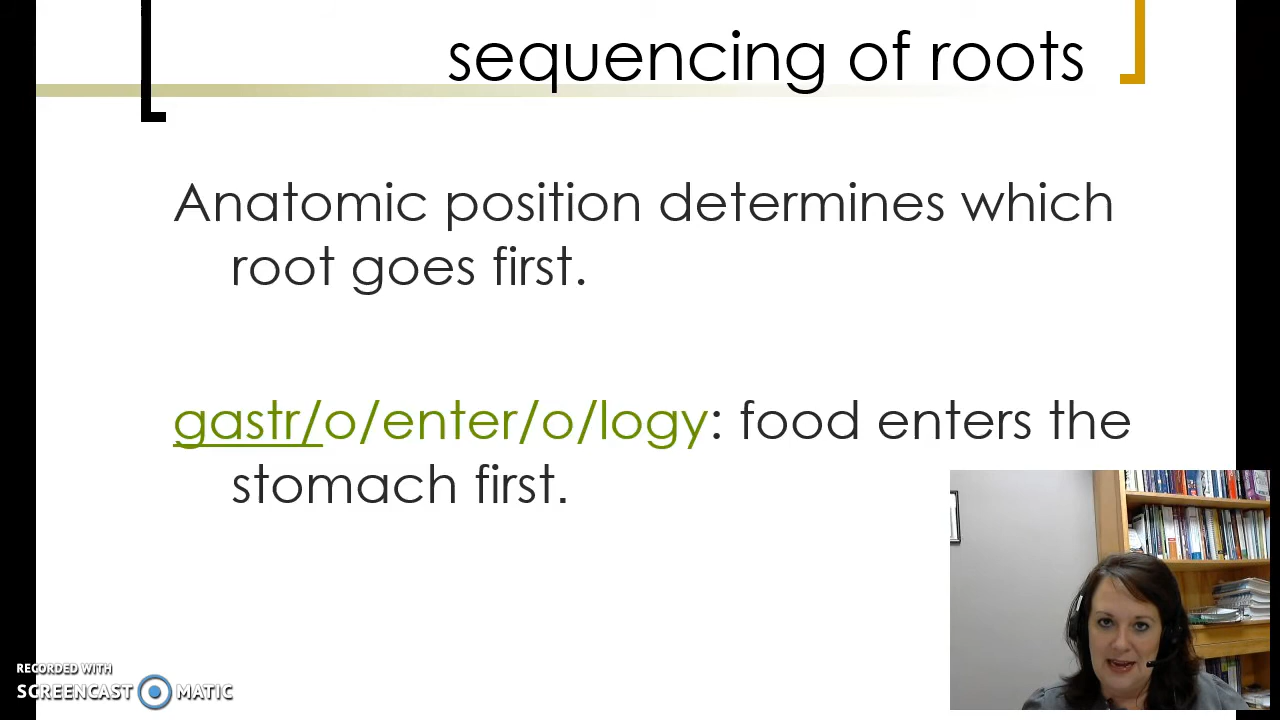 sequencing of roots
Anatomic position determines which
root goes first.
gastr/o/enter/o/logy: food enters the
stomach first.
RECORDED WITH
SCREENCAST MATIC